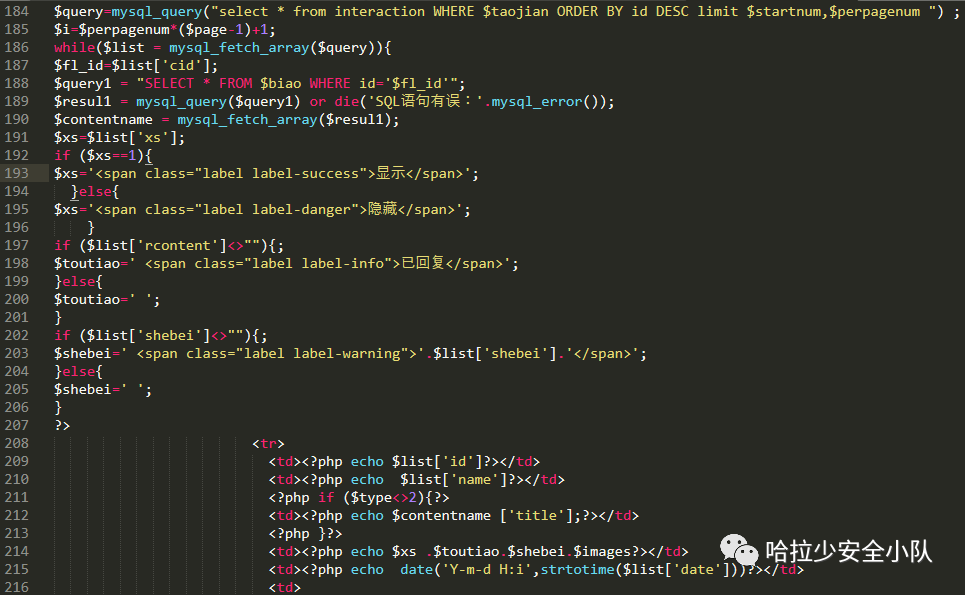 184 $query=mysql_query("select * from interaction WHERE $taojian ORDER BY id DESC limit $startnum,$perpagenum ") ;
185 $i=$perpagenum*($page-1)+1;
186 while($list = mysql_fetch_array($query)){
187 $fl_id=$list['cid'];
188 $query1 = "SELECT * FROM $biao WHERE id='$fl_id'";
189 $resul1 = mysql_query($query1) or die('SQL语句有误：'.mysql_error());
190 $contentname = mysql_fetch_array($resul1);
191 $xs=$list['xs'];
192 if ($xs==1){
193 $xs='<span class="label label-success">显示</span>';
194 }else{
195 $xs='<span class="label label-danger">隐藏</span>';
196 }
197 if ($list['rcontent']<>""){;
198 $toutiao=' <span class="label label-info">已回复</span>';
199 }else{
200 $toutiao=' ';
201 }
202 if ($list['shebei']<>""){;
203 $shebei=' <span class="label label-warning">'.$list['shebei'].'</span>';
204 }else{
205 $shebei=' ';
206 }
207 ?>
208 <tr>
209 <td><?php echo $list['id']?></td>
210 <td><?php echo  $list['name']?></td>
211 <?php if ($type<>2){?>
212 <td><?php echo $contentname ['title'];?></td>
213 <?php }?>
214 <td><?php echo $xs .$toutiao.$shebei.$images?></td>
215 <td><?php echo  date('Y-m-d H:i',strtotime($list['date']))?></td>
216 <td>
哈拉少安全小队